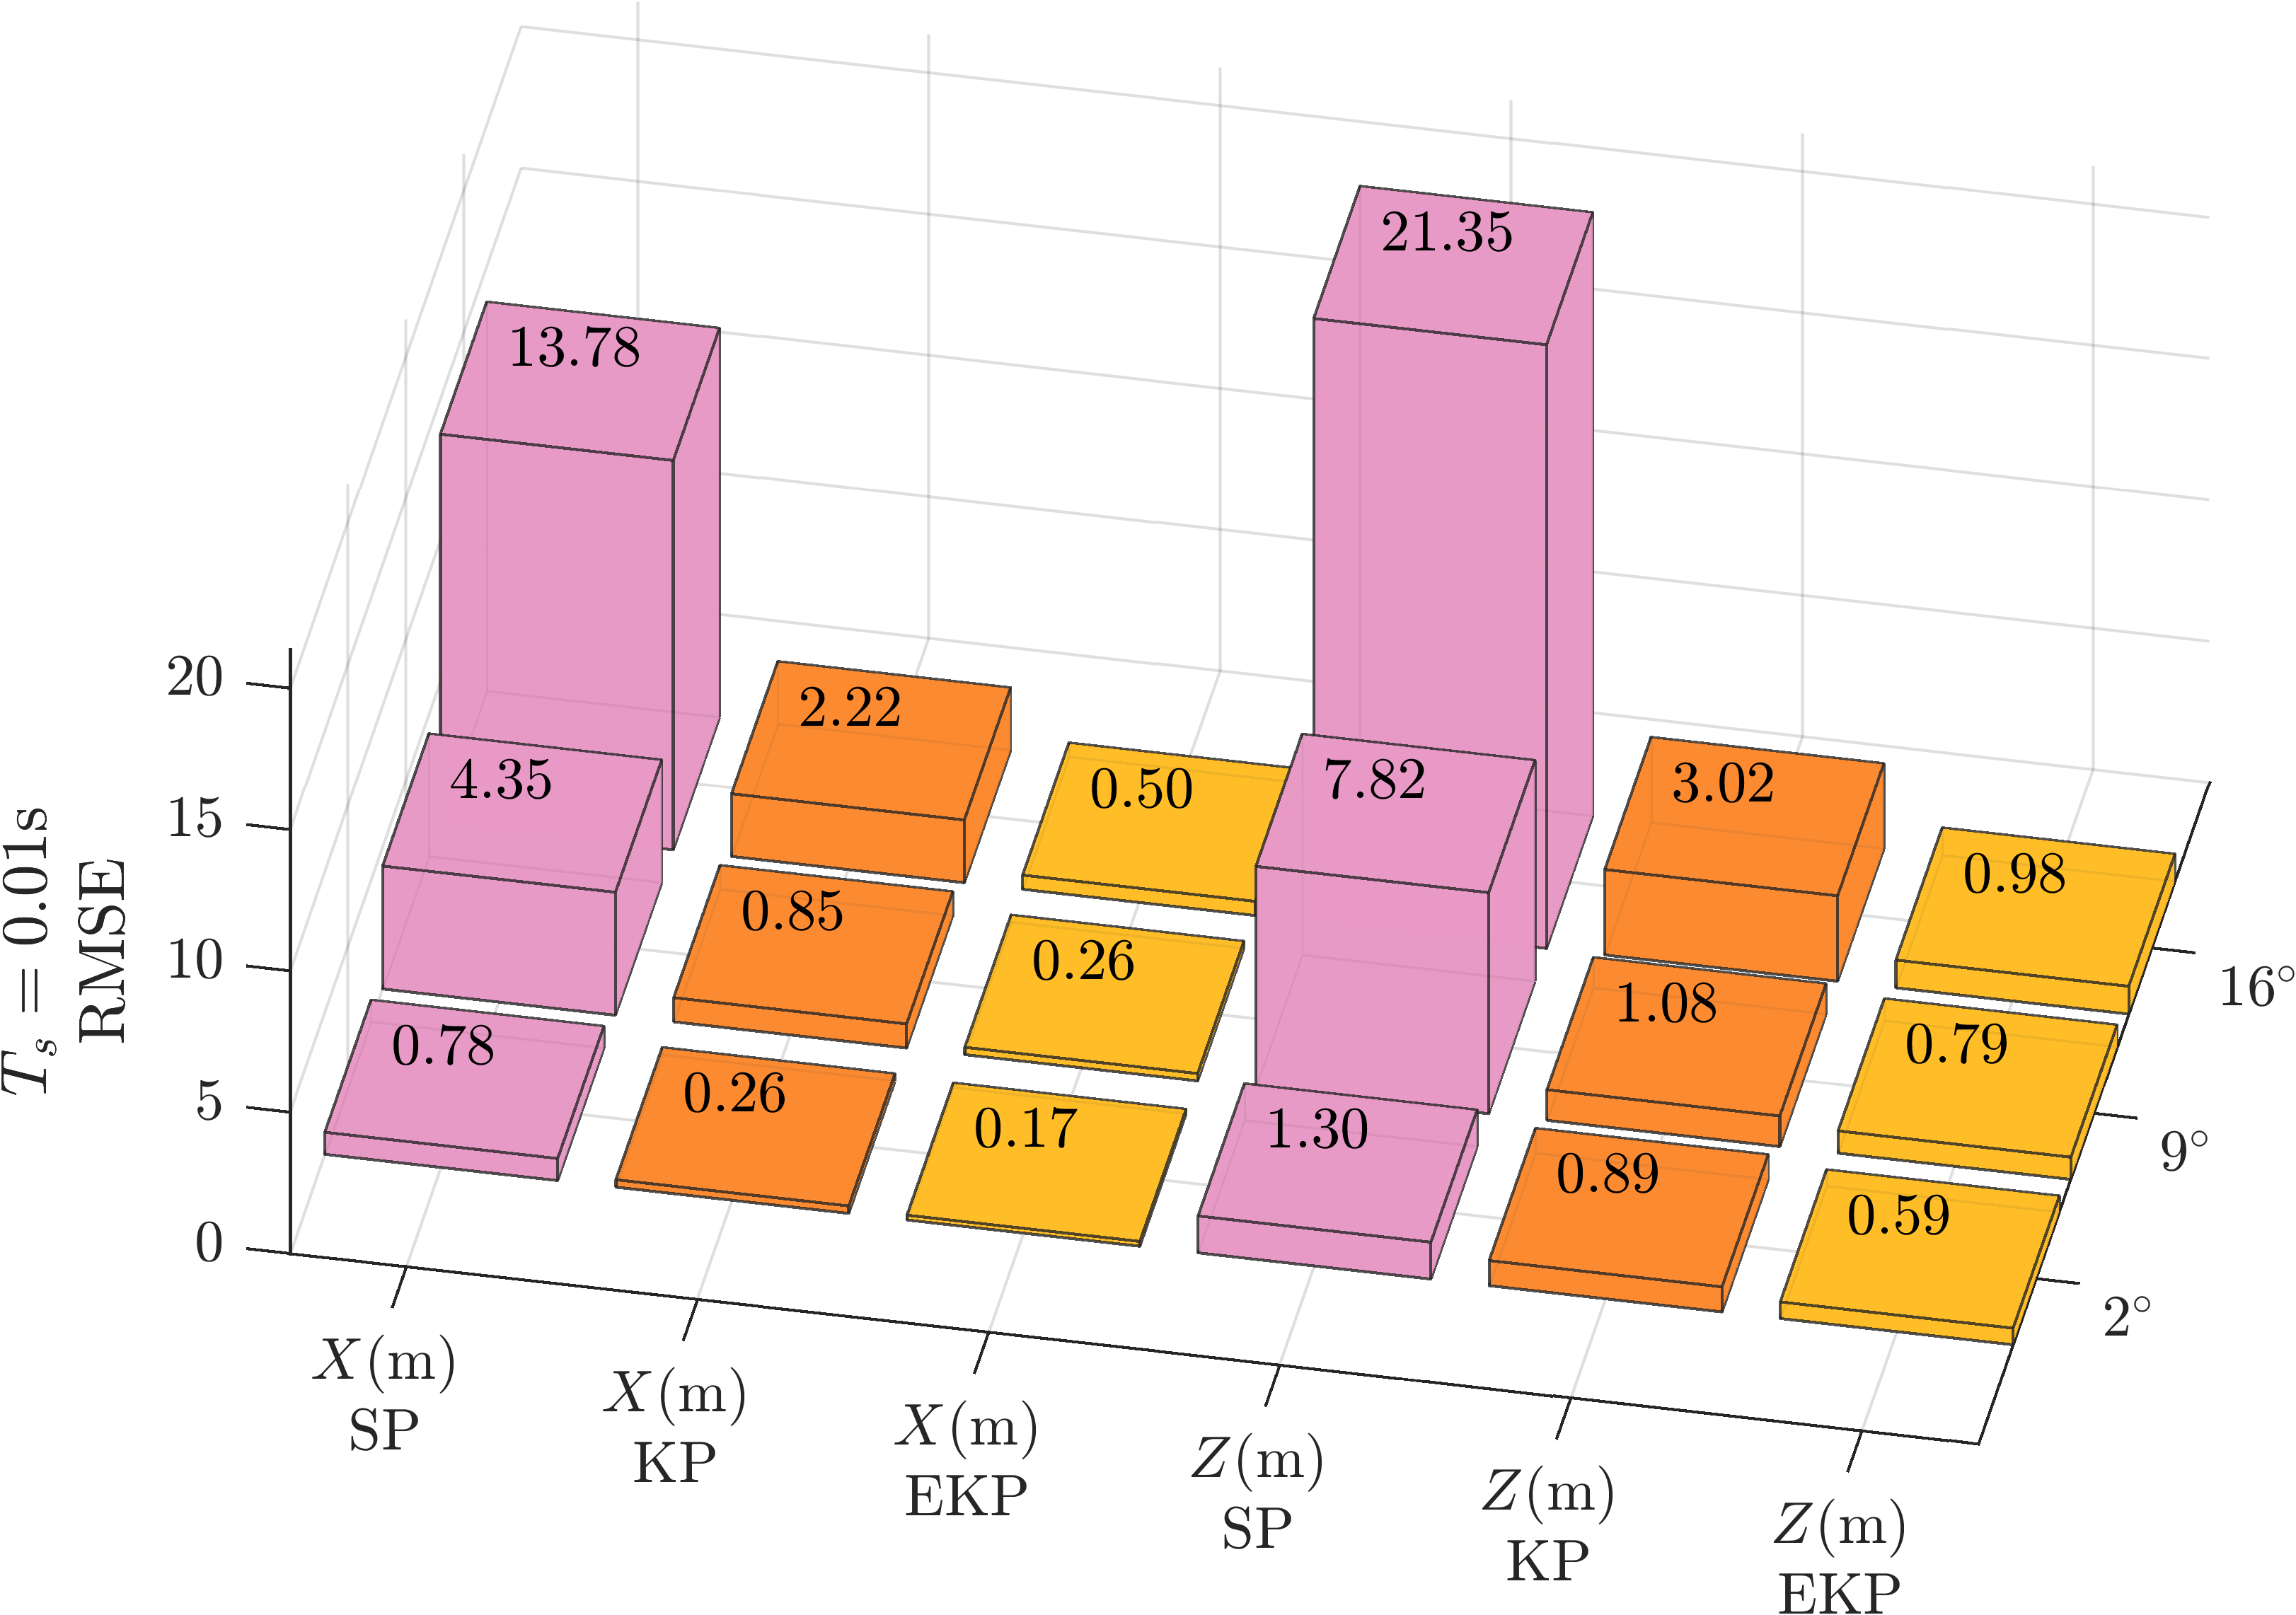 21.35
13.78
20
2.22
4.35
0.50
7.82
3.02
15
0.85
0.98
0.26
10
1.08
16°
0.78
0.79
0.26
0.17
1.30
5
9°
0.89
0.59
0
2°
T_s = 0.01s
RMSE
X(m)
SP
X(m)
KP
X(m)
EKP
Z(m)
SP
Z(m)
KP
Z(m)
EKP